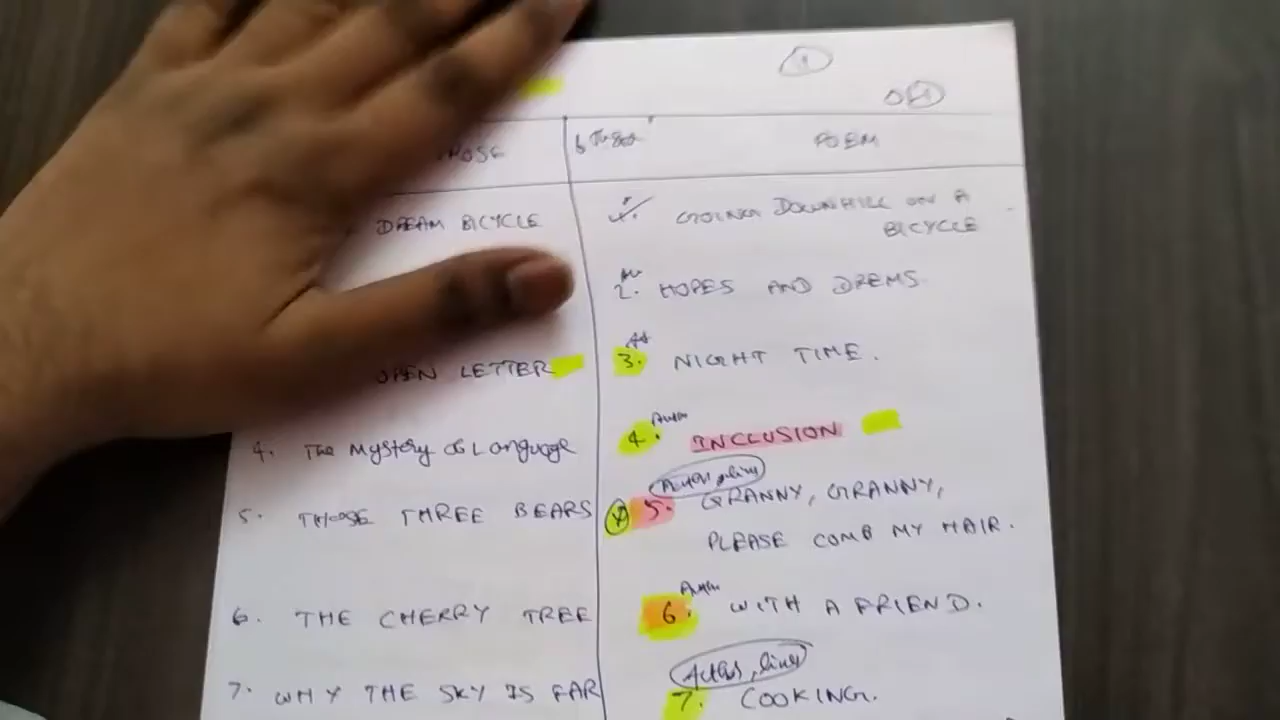 1
POEM
DREAM BICYCLE
1. GOING DOWNHILL ON A
BICYCLE
2. HOPES AND DREMS.
OPEN LETTER
3. NIGHT TIME.
4. The Mystery of Language
4. INCLUSION
5. THOSE THREE BEARS
5. GRANNY, GRANNY,
PLEASE COMB MY HAIR.
6. THE CHERRY TREE
6. WITH A FRIEND.
7. WHY THE SKY IS FAR
7. COOKING.